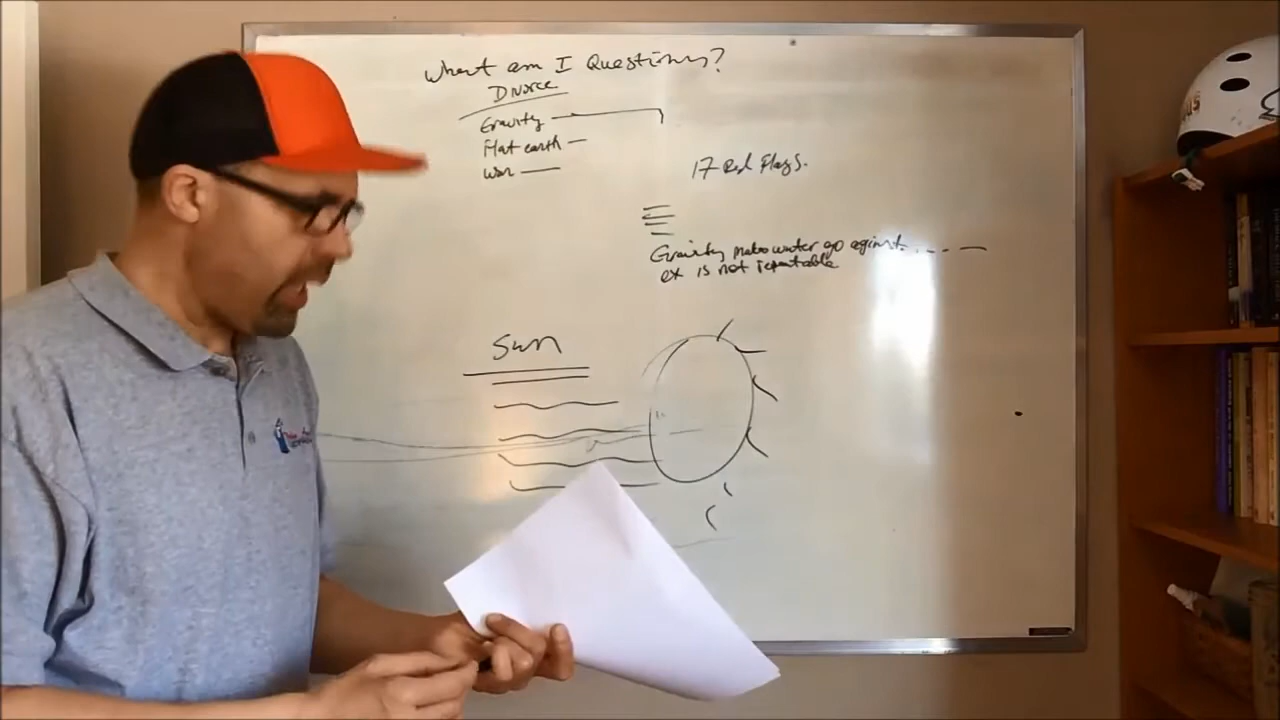 What am I Questiony?
Divorce
Gravity
Flat earth
War
17 Red Flags.
Gravity makes water go against
ex is not repeatable
Sun